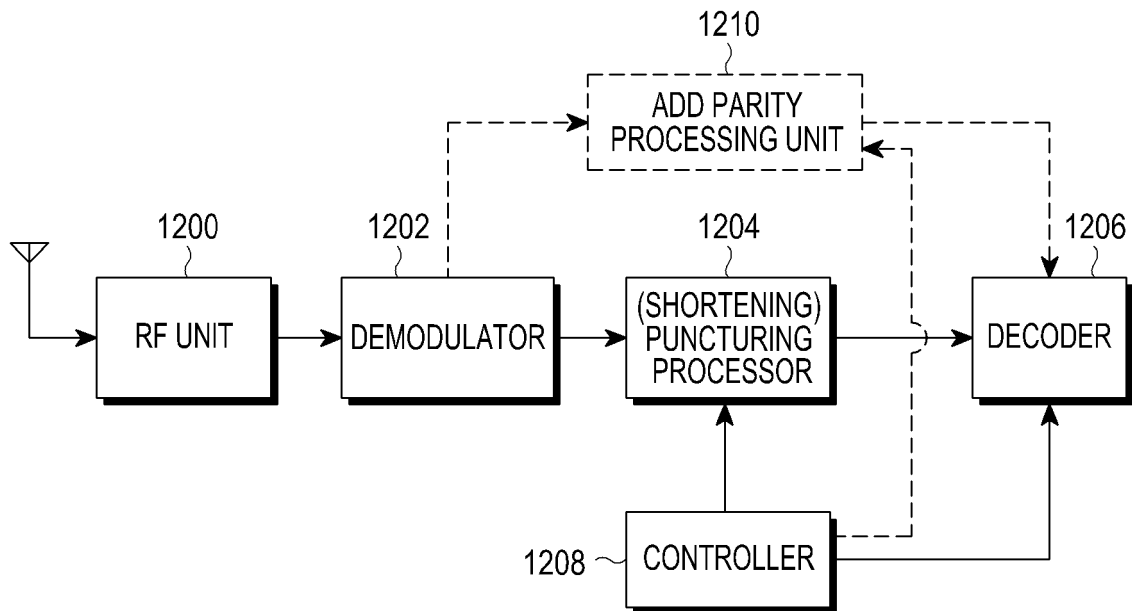 1210
ADD PARITY
PROCESSING UNIT
1200
1202
1204
1206
RF UNIT
DEMODULATOR
(SHORTENING)
PUNCTURING
PROCESSOR
DECODER
1208
CONTROLLER